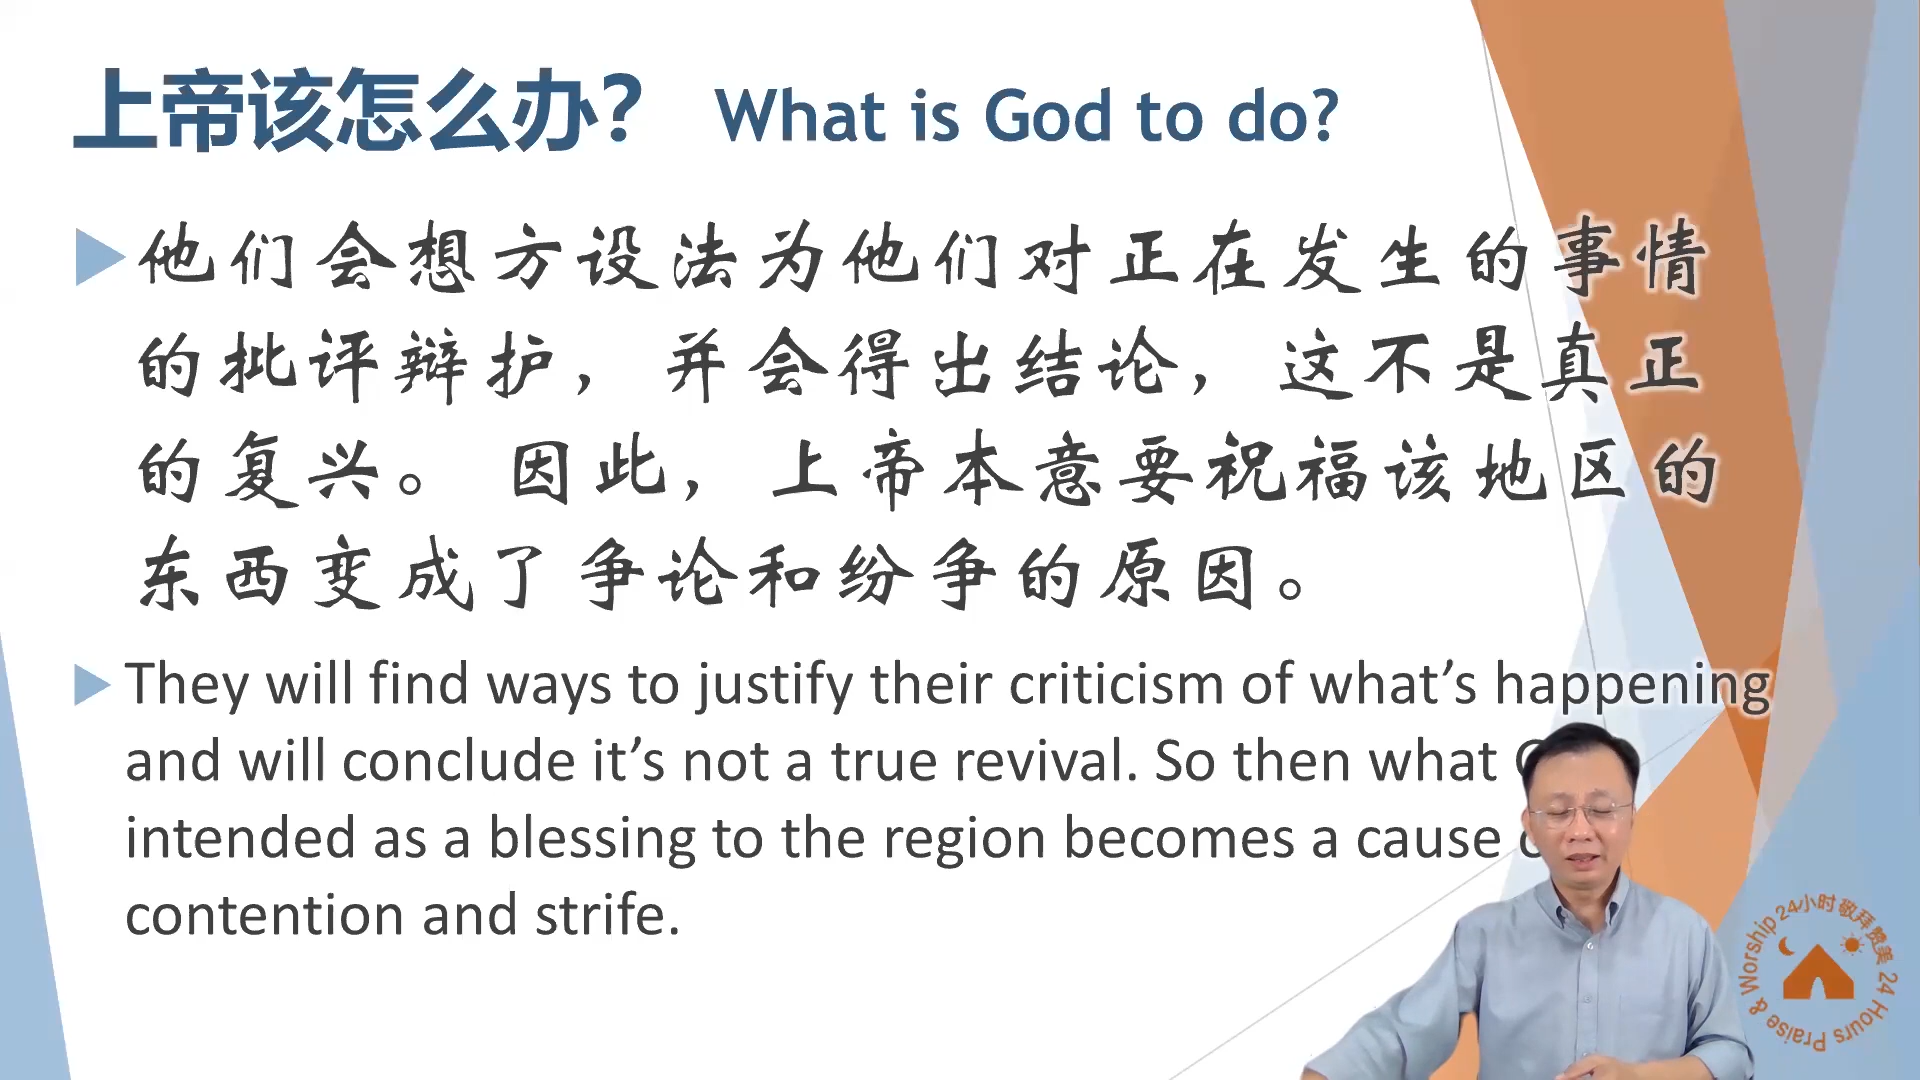 上帝该怎么办? What is God to do?
他们会想方设法为他们对正在发生的事情
的批评辩护，并会得出结论，这不是真正
的复兴。 因此，上帝本意要祝福该地区的
东西变成了争论和纷争的原因。
They will find ways to justify their criticism of what’s happening
and will conclude it’s not a true revival. So then what
intended as a blessing to the region becomes a cause
contention and strife.
24小时敬拜赞美 24 Hours Praise & Worship